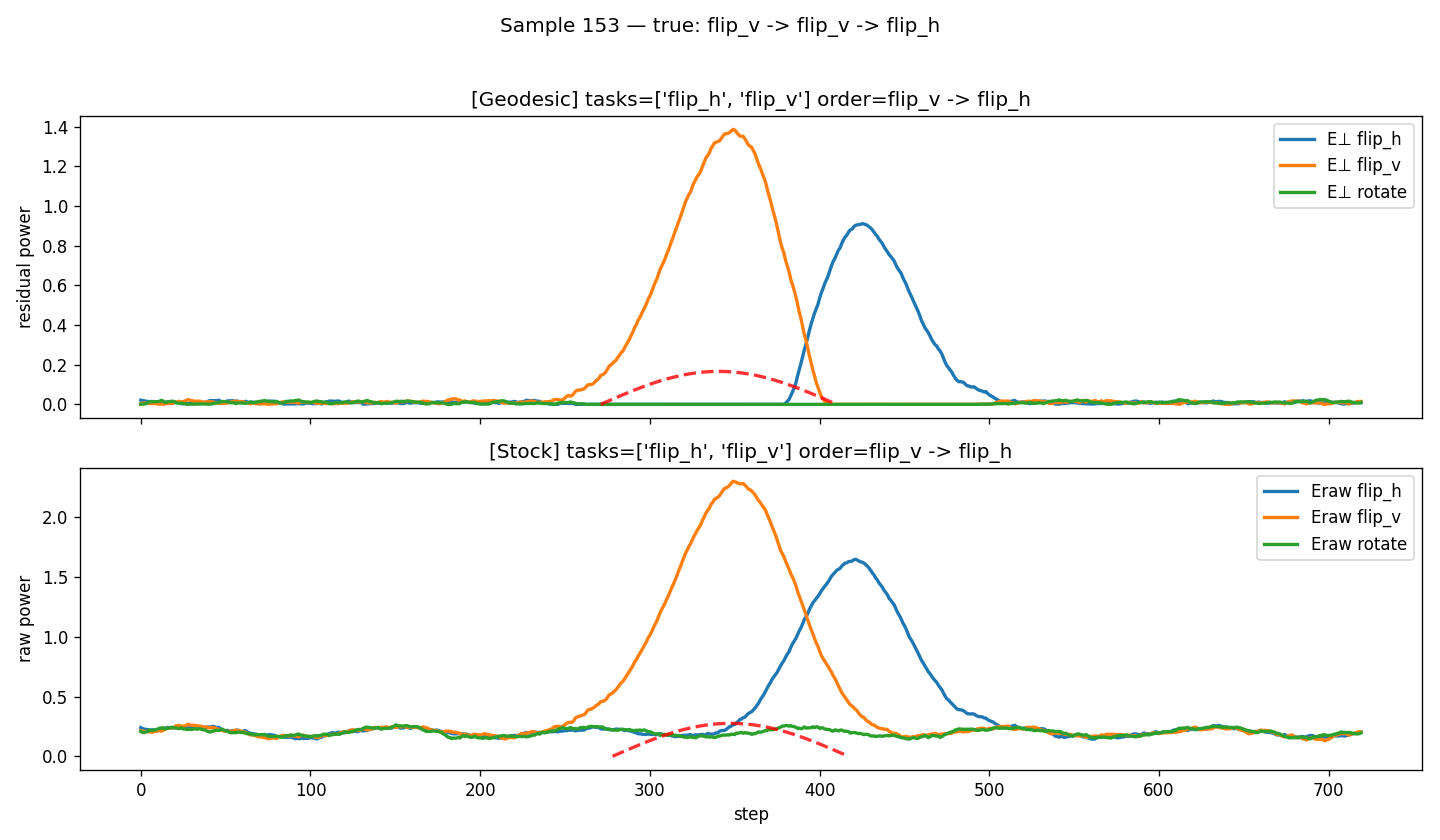 Sample 153 — true: flip_v -> flip_v -> flip_h
[Geodesic] tasks=['flip_h', 'flip_v'] order=flip_v -> flip_h
1.4
1.2
1.0
0.8
0.6
0.4
0.2
0.0
residual power
E⊥ flip_h
E⊥ flip_v
E⊥ rotate
[Stock] tasks=['flip_h', 'flip_v'] order=flip_v -> flip_h
2.0
1.5
1.0
0.5
0.0
raw power
Eraw flip_h
Eraw flip_v
Eraw rotate
0 100 200 300 400 500 600 700
step